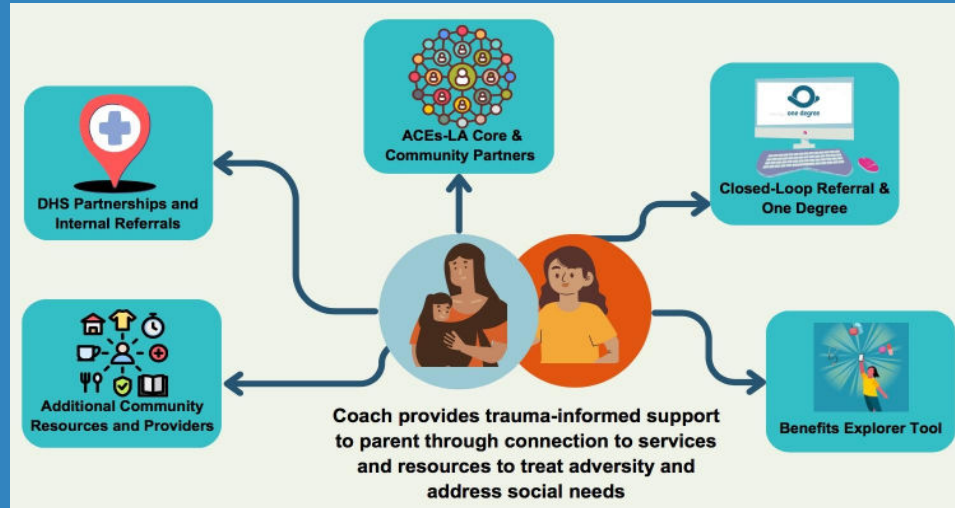 ACEs-LA Core &
Community Partners
one degree
Closed-Loop Referral &
One Degree
DHS Partnerships and
Internal Referrals
Additional Community
Resources and Providers
Benefits Explorer Tool
Coach provides trauma-informed support
to parent through connection to services
and resources to treat adversity and
address social needs